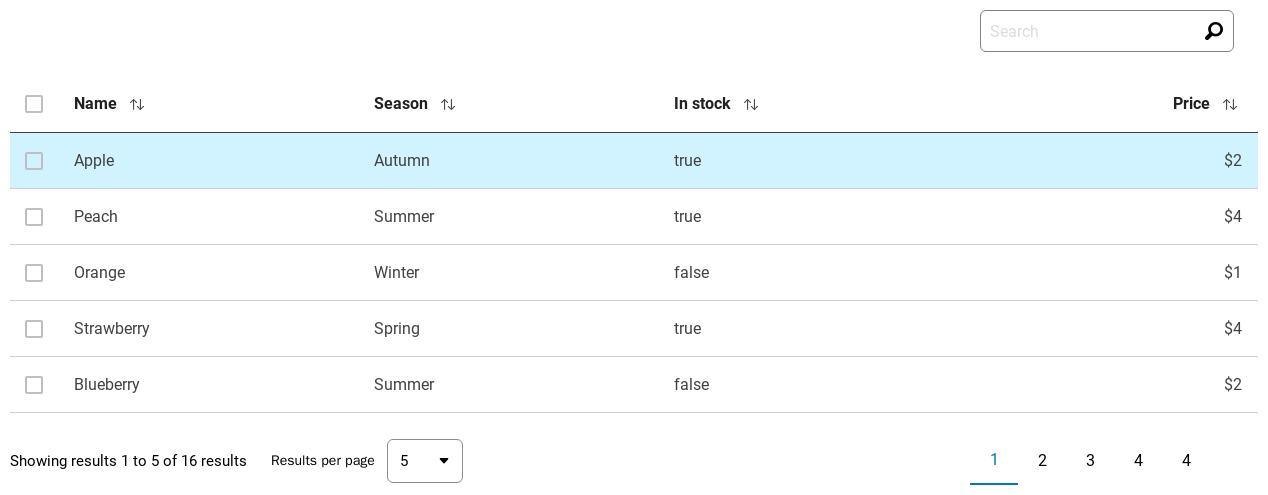 Search
Name Season In stock Price
Apple Autumn true $2
Peach Summer true $4
Orange Winter false $1
Strawberry Spring true $4
Blueberry Summer false $2
Showing results 1 to 5 of 16 results Results per page 5 1 2 3 4 4